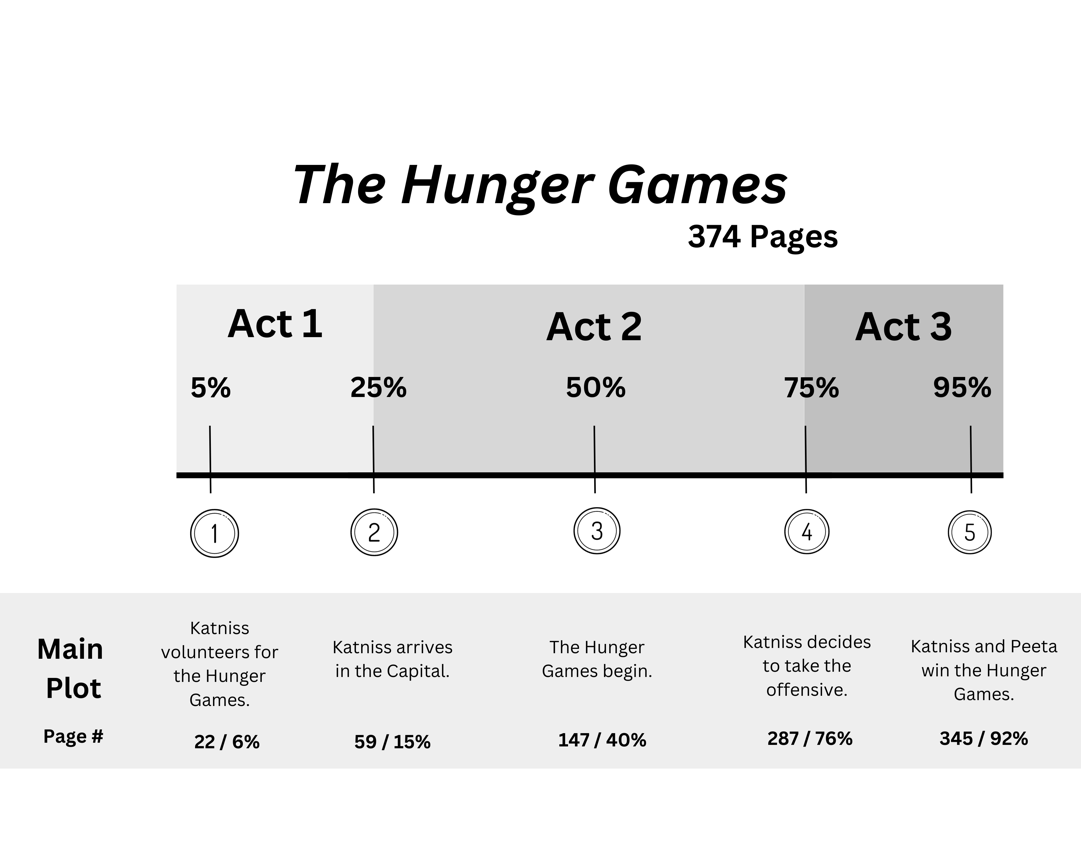 The Hunger Games
374 Pages
Act 1
Act 2
Act 3
5%
25%
50%
75%
95%
1
2
3
4
5
Main
Plot
Katniss
volunteers for
the Hunger
Games.
Katniss arrives
in the Capital.
The Hunger
Games begin.
Katniss decides
to take the
offensive.
Katniss and Peeta
win the Hunger
Games.
Page #
22 / 6%
59 / 15%
147 / 40%
287 / 76%
345 / 92%